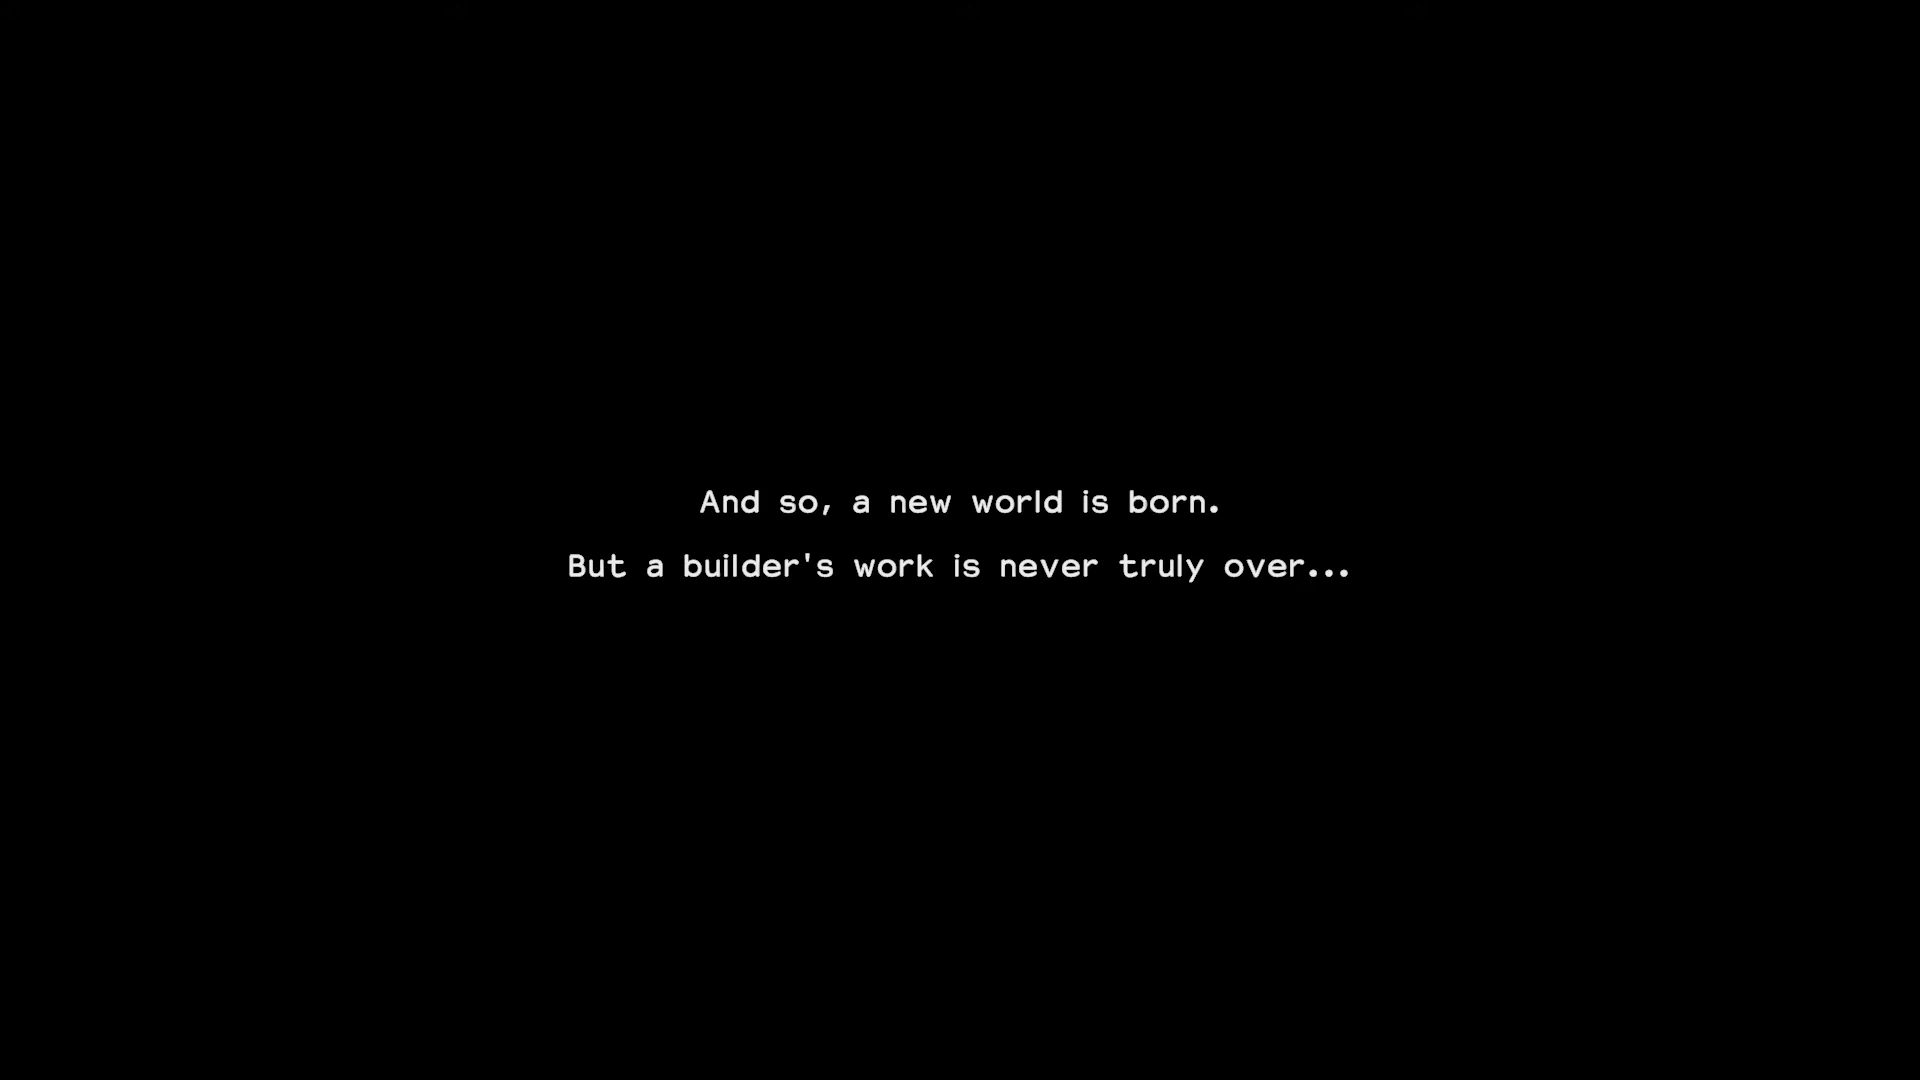 And so, a new world is born.
But a builder's work is never truly over...